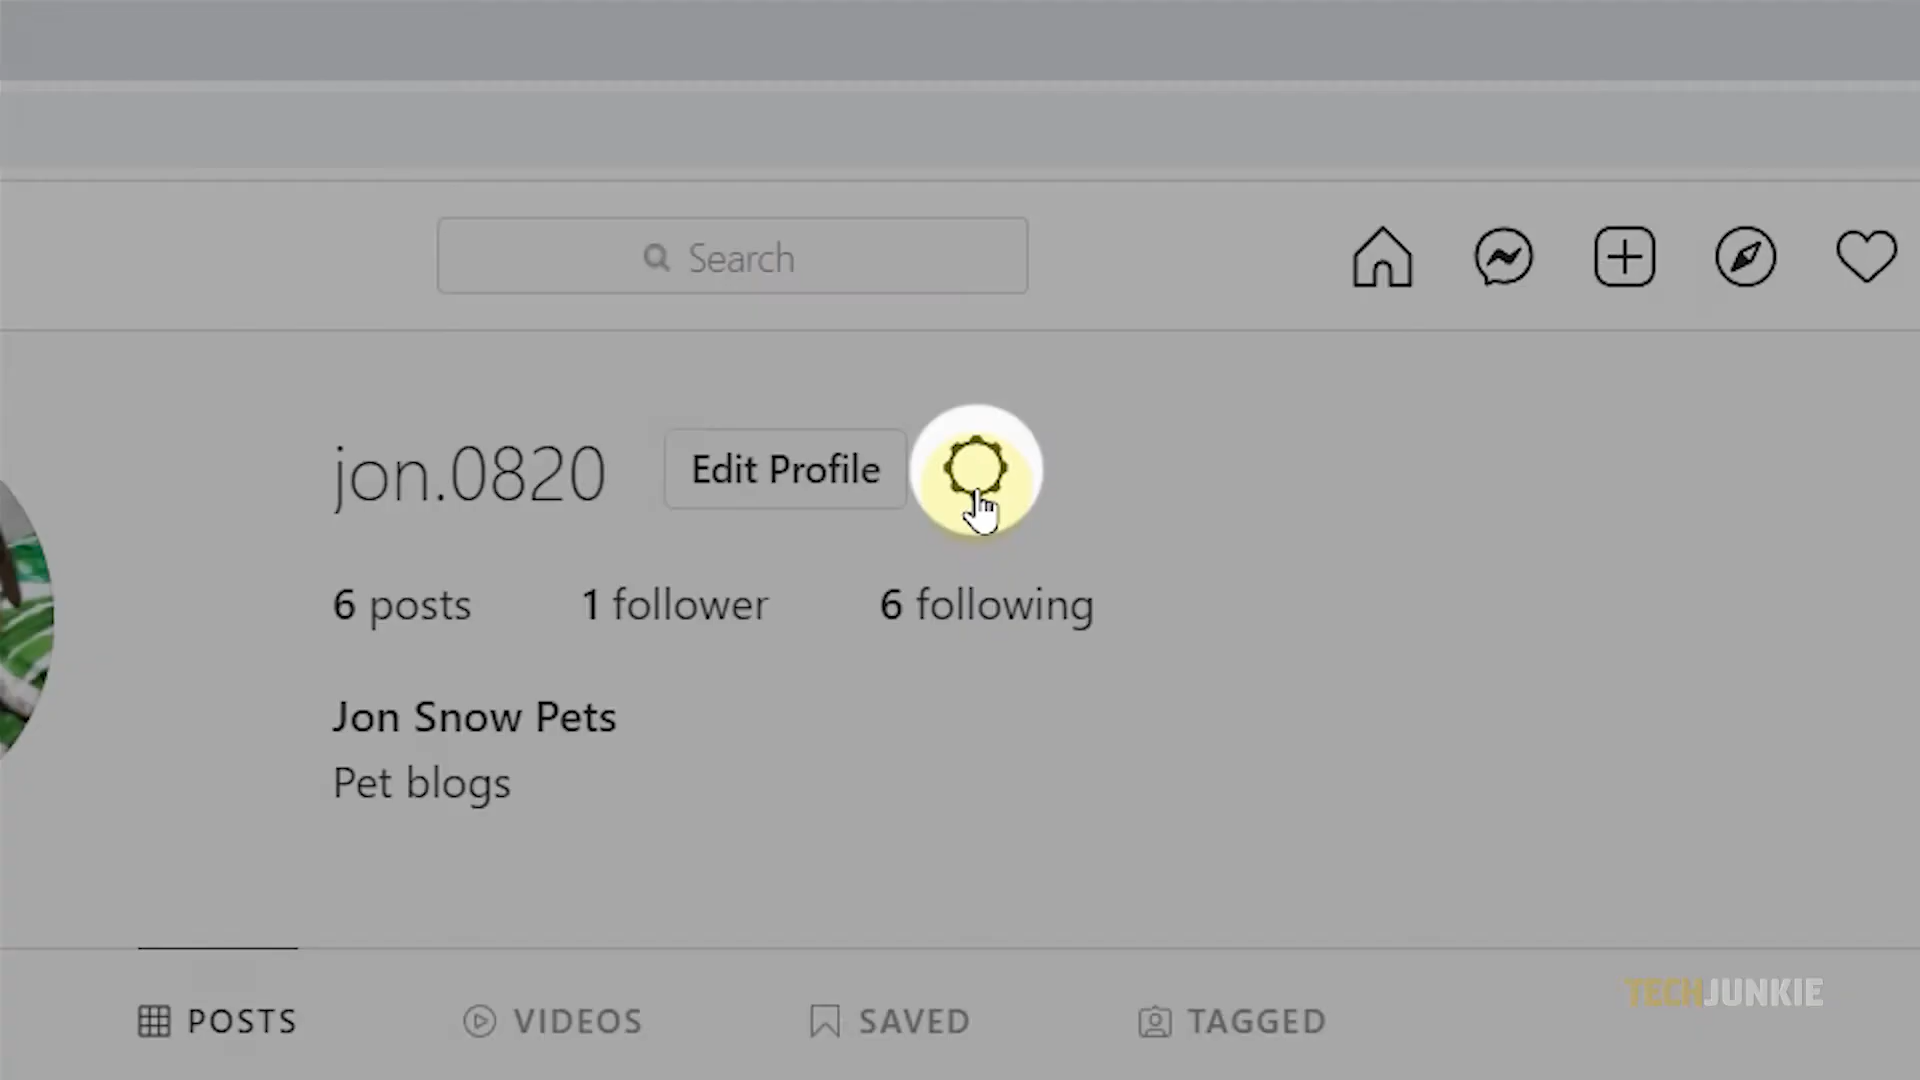 Search
jon.0820 Edit Profile
6 posts 1 follower 6 following
Jon Snow Pets
Pet blogs
POSTS VIDEOS SAVED TAGGED
TECHJUNKIE